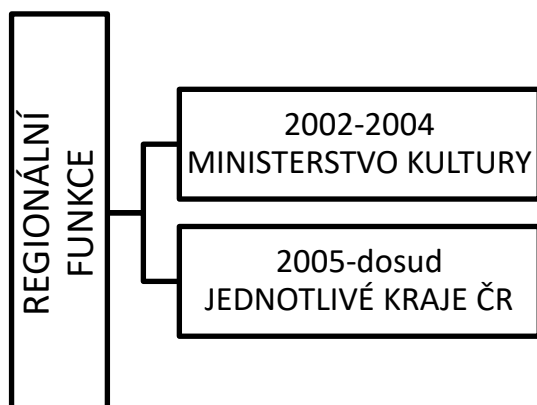 REGIONÁLNÍ
FUNKCE
2002-2004
MINISTERSTVO KULTURY
2005-dosud
JEDNOTLIVÉ KRAJE ČR